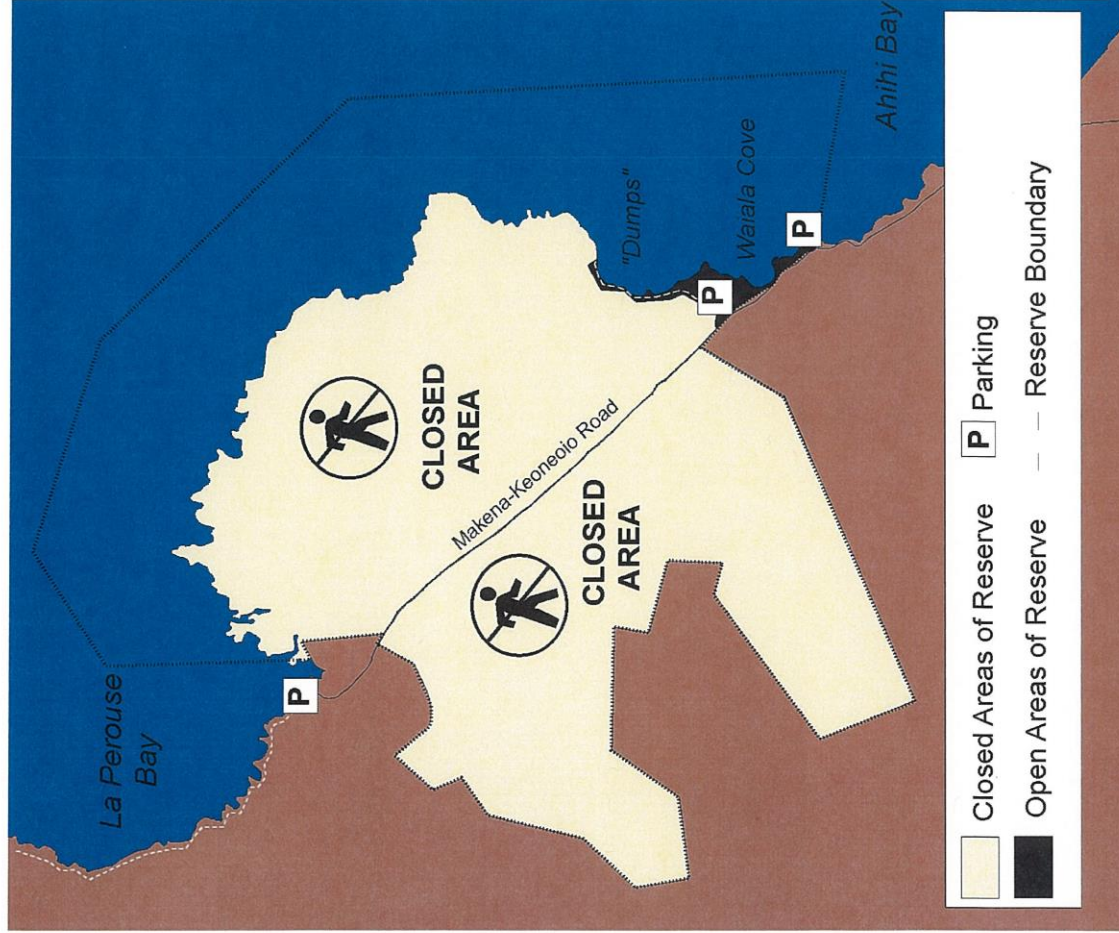 La Perouse
Bay
"Dumps"
Waiala Cove
Ahihi Bay
P
P
P
CLOSED
AREA
Makena-Keoneoio Road
CLOSED
AREA
Closed Areas of Reserve
P Parking
Open Areas of Reserve
Reserve Boundary